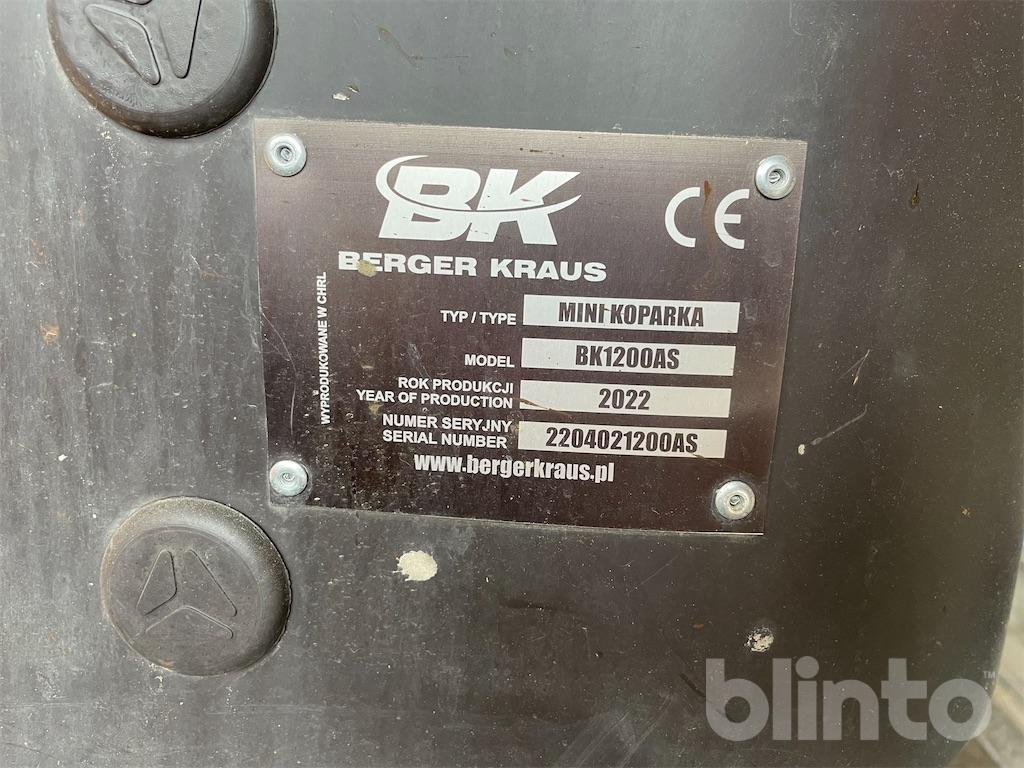 BK
BERGER KRAUS
CE
WYPRODUKOWANE W CHRL
TYP / TYPE MINI KOPARKA
MODEL BK1200AS
ROK PRODUKCJI
YEAR OF PRODUCTION 2022
NUMER SERYJNY
SERIAL NUMBER 2204021200AS
www.bergerkraus.pl
blinto™